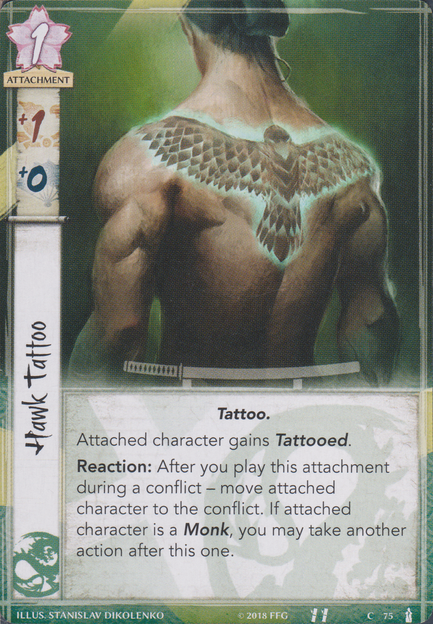 1
ATTACHMENT
+1
+0
Hawk Tattoo
Tattoo.
Attached character gains Tattooed.
Reaction: After you play this attachment
during a conflict – move attached
character to the conflict. If attached
character is a Monk, you may take another
action after this one.
ILLUS. STANISLAV DIKOLENKO
© 2018 FFG
C 75